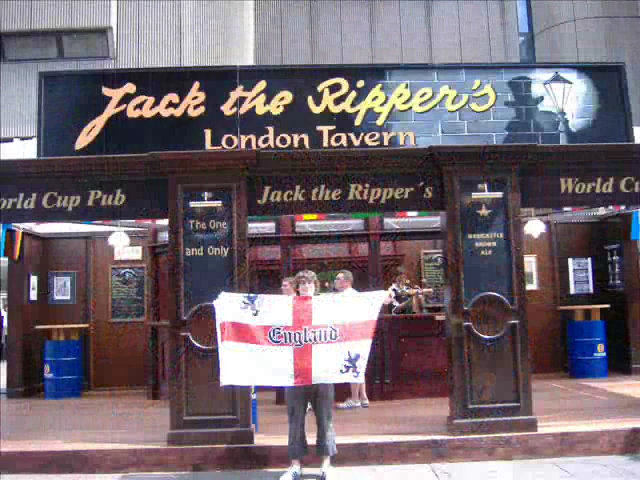 Jack the Ripper's
London Tavern
orld Cup Pub
Jack the Ripper's
World Cu
The One
and Only
NEWCASTLE
BROWN
ALE
England